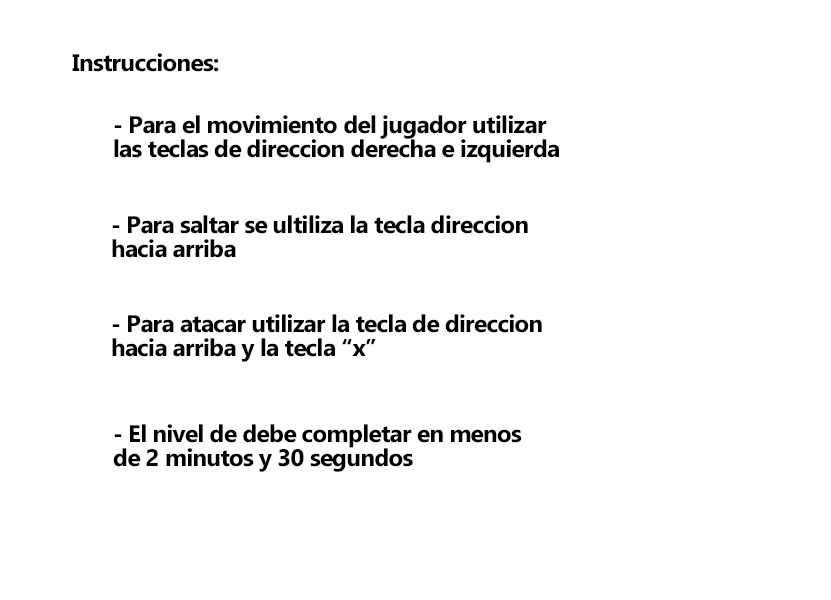 Instrucciones:
- Para el movimiento del jugador utilizar
las teclas de direccion derecha e izquierda
- Para saltar se ultiliza la tecla direccion
hacia arriba
- Para atacar utilizar la tecla de direccion
hacia arriba y la tecla “x”
- El nivel de debe completar en menos
de 2 minutos y 30 segundos